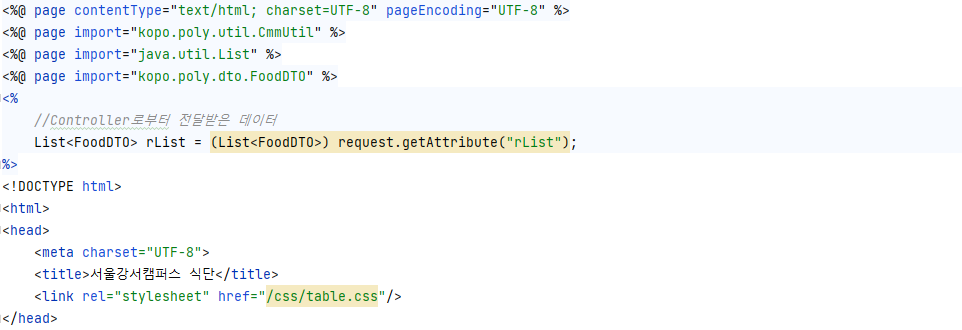 <%@ page contentType="text/html; charset=UTF-8" pageEncoding="UTF-8" %>
<%@ page import="kopo.poly.util.CmmUtil" %>
<%@ page import="java.util.List" %>
<%@ page import="kopo.poly.dto.FoodDTO" %>
<%
    //Controller로부터 전달받은 데이터
    List<FoodDTO> rList = (List<FoodDTO>) request.getAttribute("rList");
%>
<!DOCTYPE html>
<html>
<head>
    <meta charset="UTF-8">
    <title>서울강서캠퍼스 식단</title>
    <link rel="stylesheet" href="/css/table.css"/>
</head>